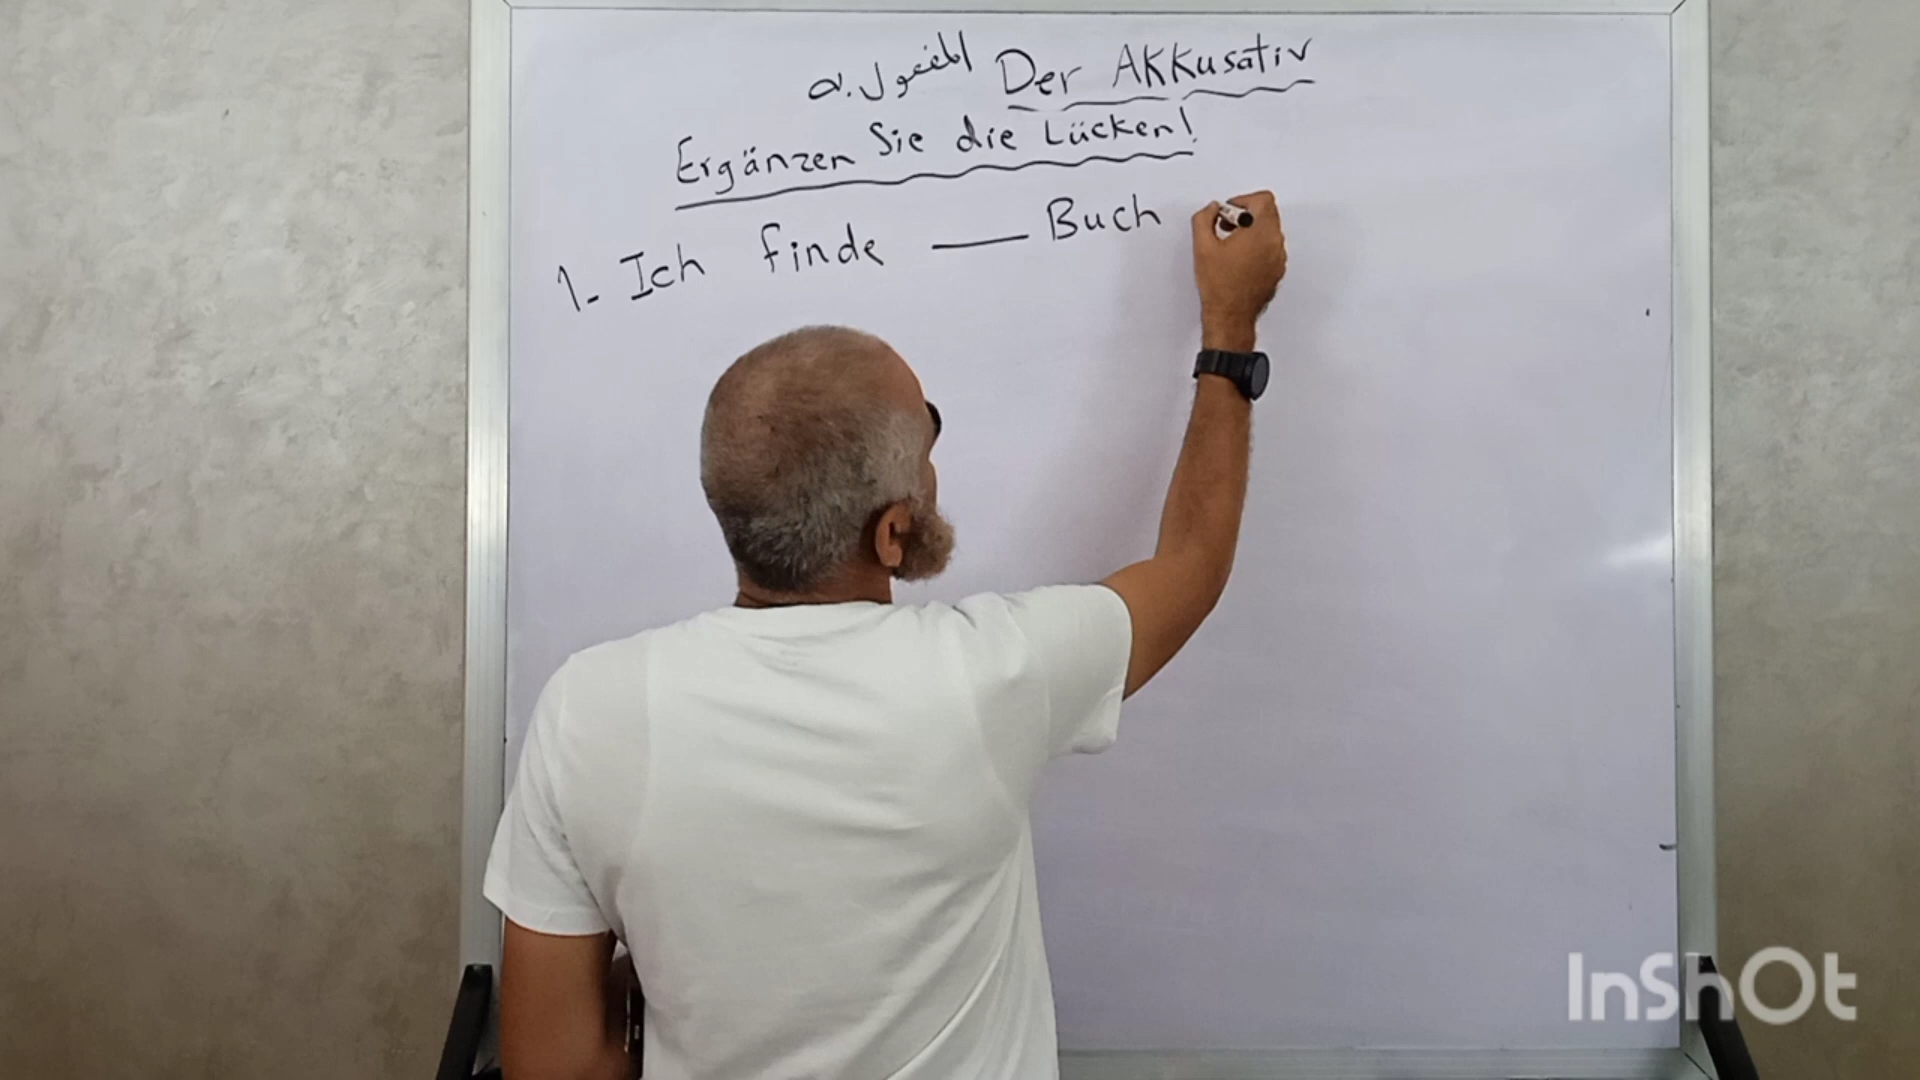 Der Akkusativ المفعول به
Ergänzen Sie die Lücken!
1- Ich finde ___ Buch
InShOt